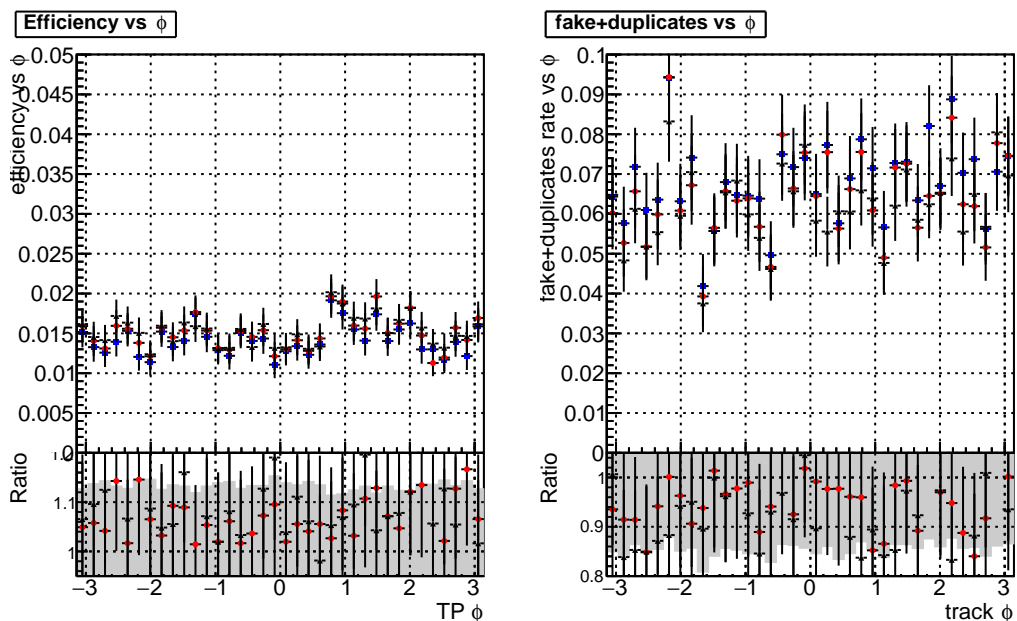 Efficiency vs ϕ
efficiency vs ϕ
0.05
0.045
0.04
0.035
0.03
0.025
0.02
0.015
0.01
0.005
0
Ratio
1.1
1
−3 −2 −1 0 1 2 3
TP ϕ
fake+duplicates vs ϕ
fake+duplicates rate vs ϕ
0.1
0.09
0.08
0.07
0.06
0.05
0.04
0.03
0.02
0.01
0
Ratio
1
0.9
0.8
−3 −2 −1 0 1 2 3
track ϕ